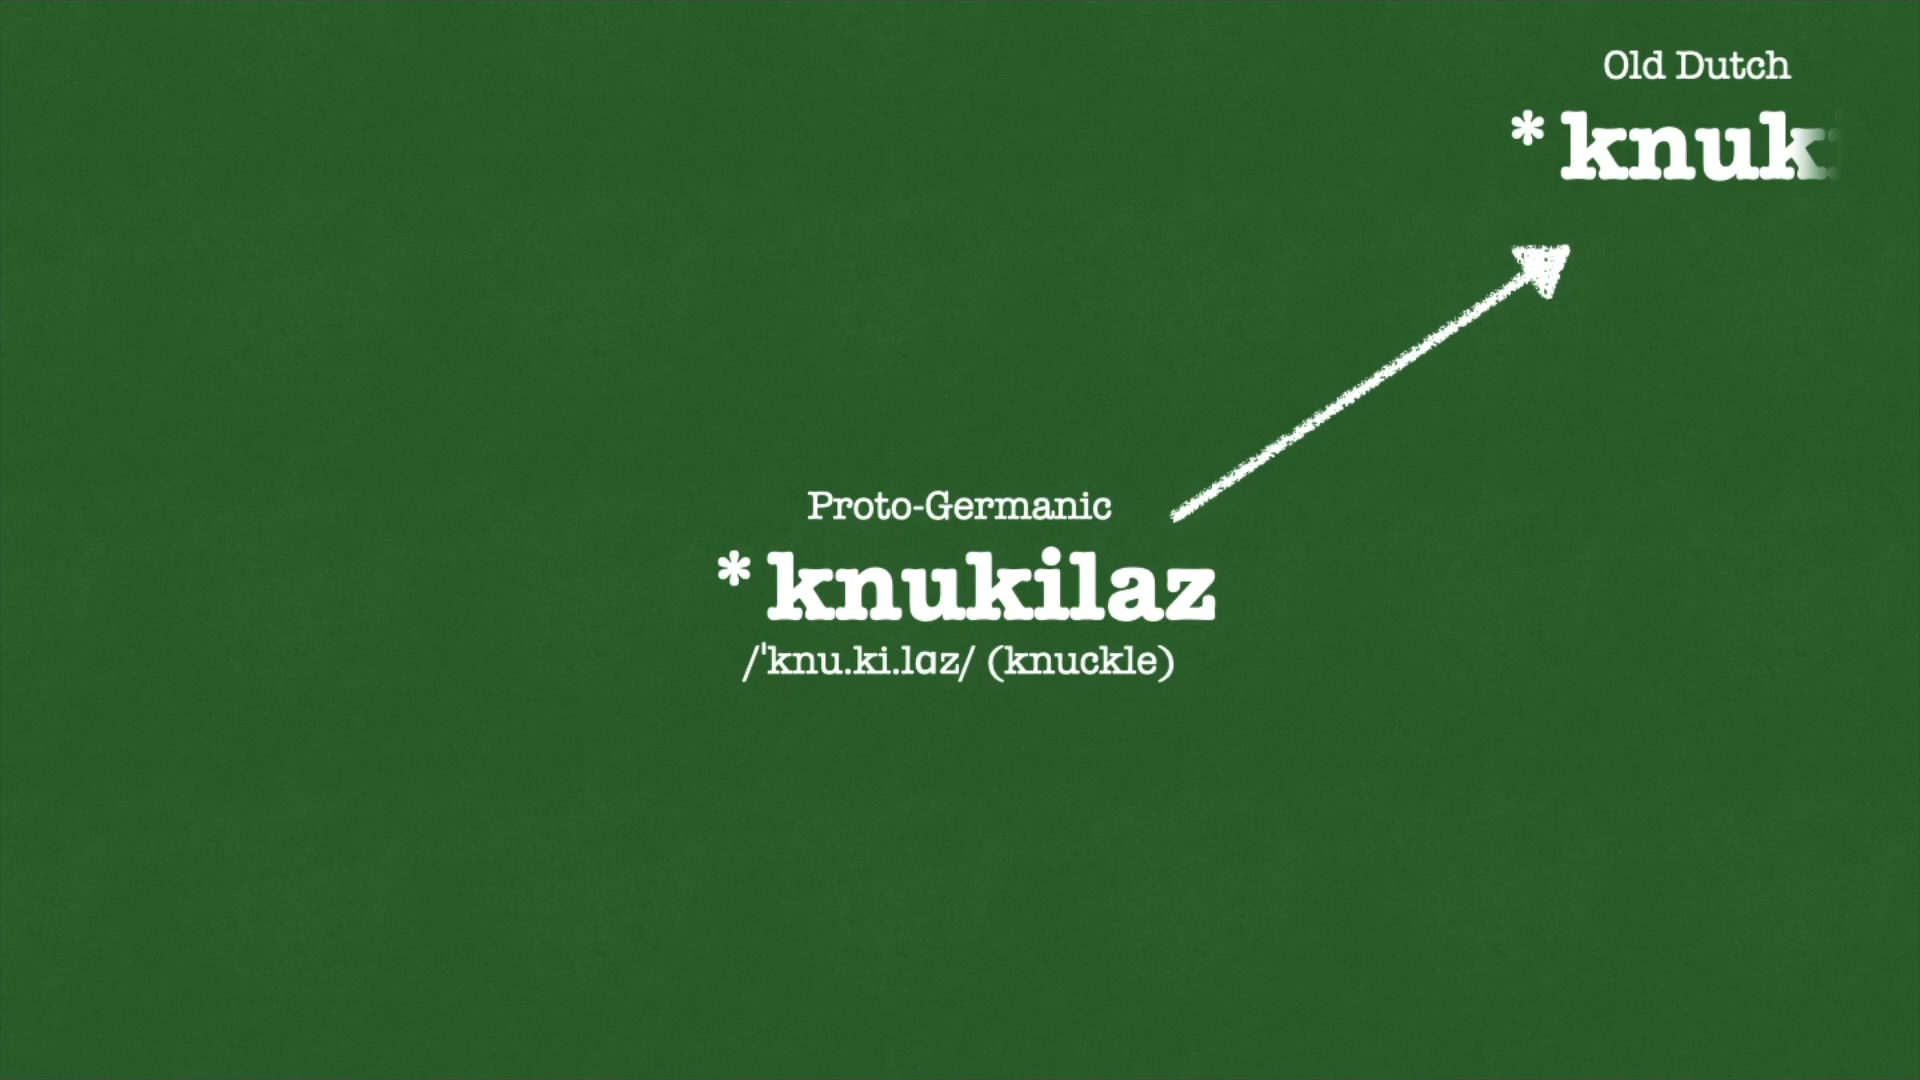 Old Dutch
*knuk
Proto-Germanic
*knukilaz
/ˈknu.ki.lɑz/ (knuckle)